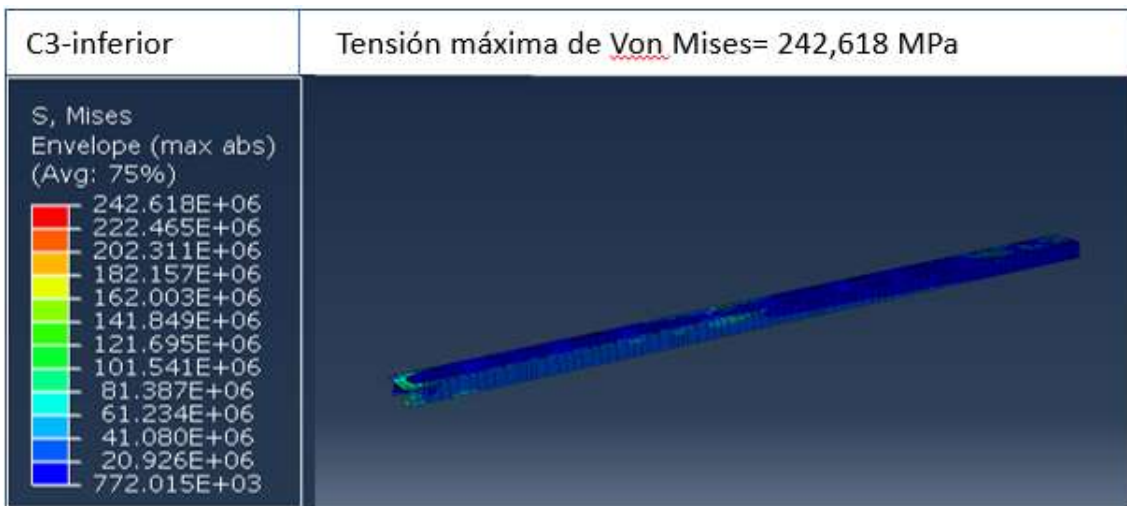 C3-inferior
Tensión máxima de Von Mises= 242,618 MPa
S, Mises
Envelope (max abs)
(Avg: 75%)
242.618E+06
222.465E+06
202.311E+06
182.157E+06
162.003E+06
141.849E+06
121.695E+06
101.541E+06
81.387E+06
61.234E+06
41.080E+06
20.926E+06
772.015E+03